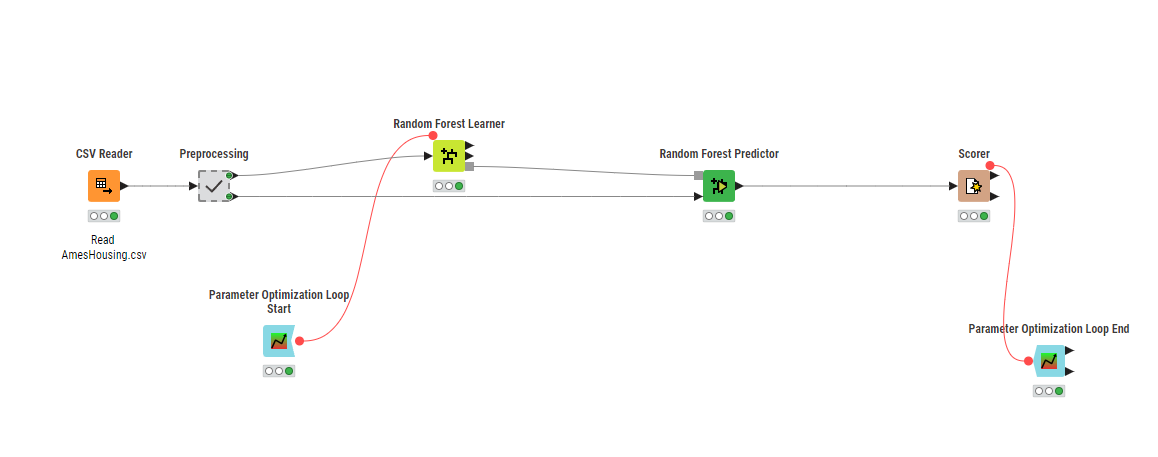 Random Forest Learner
CSV Reader
Preprocessing
Random Forest Predictor
Scorer
Read
AmesHousing.csv
Parameter Optimization Loop
Start
Parameter Optimization Loop End